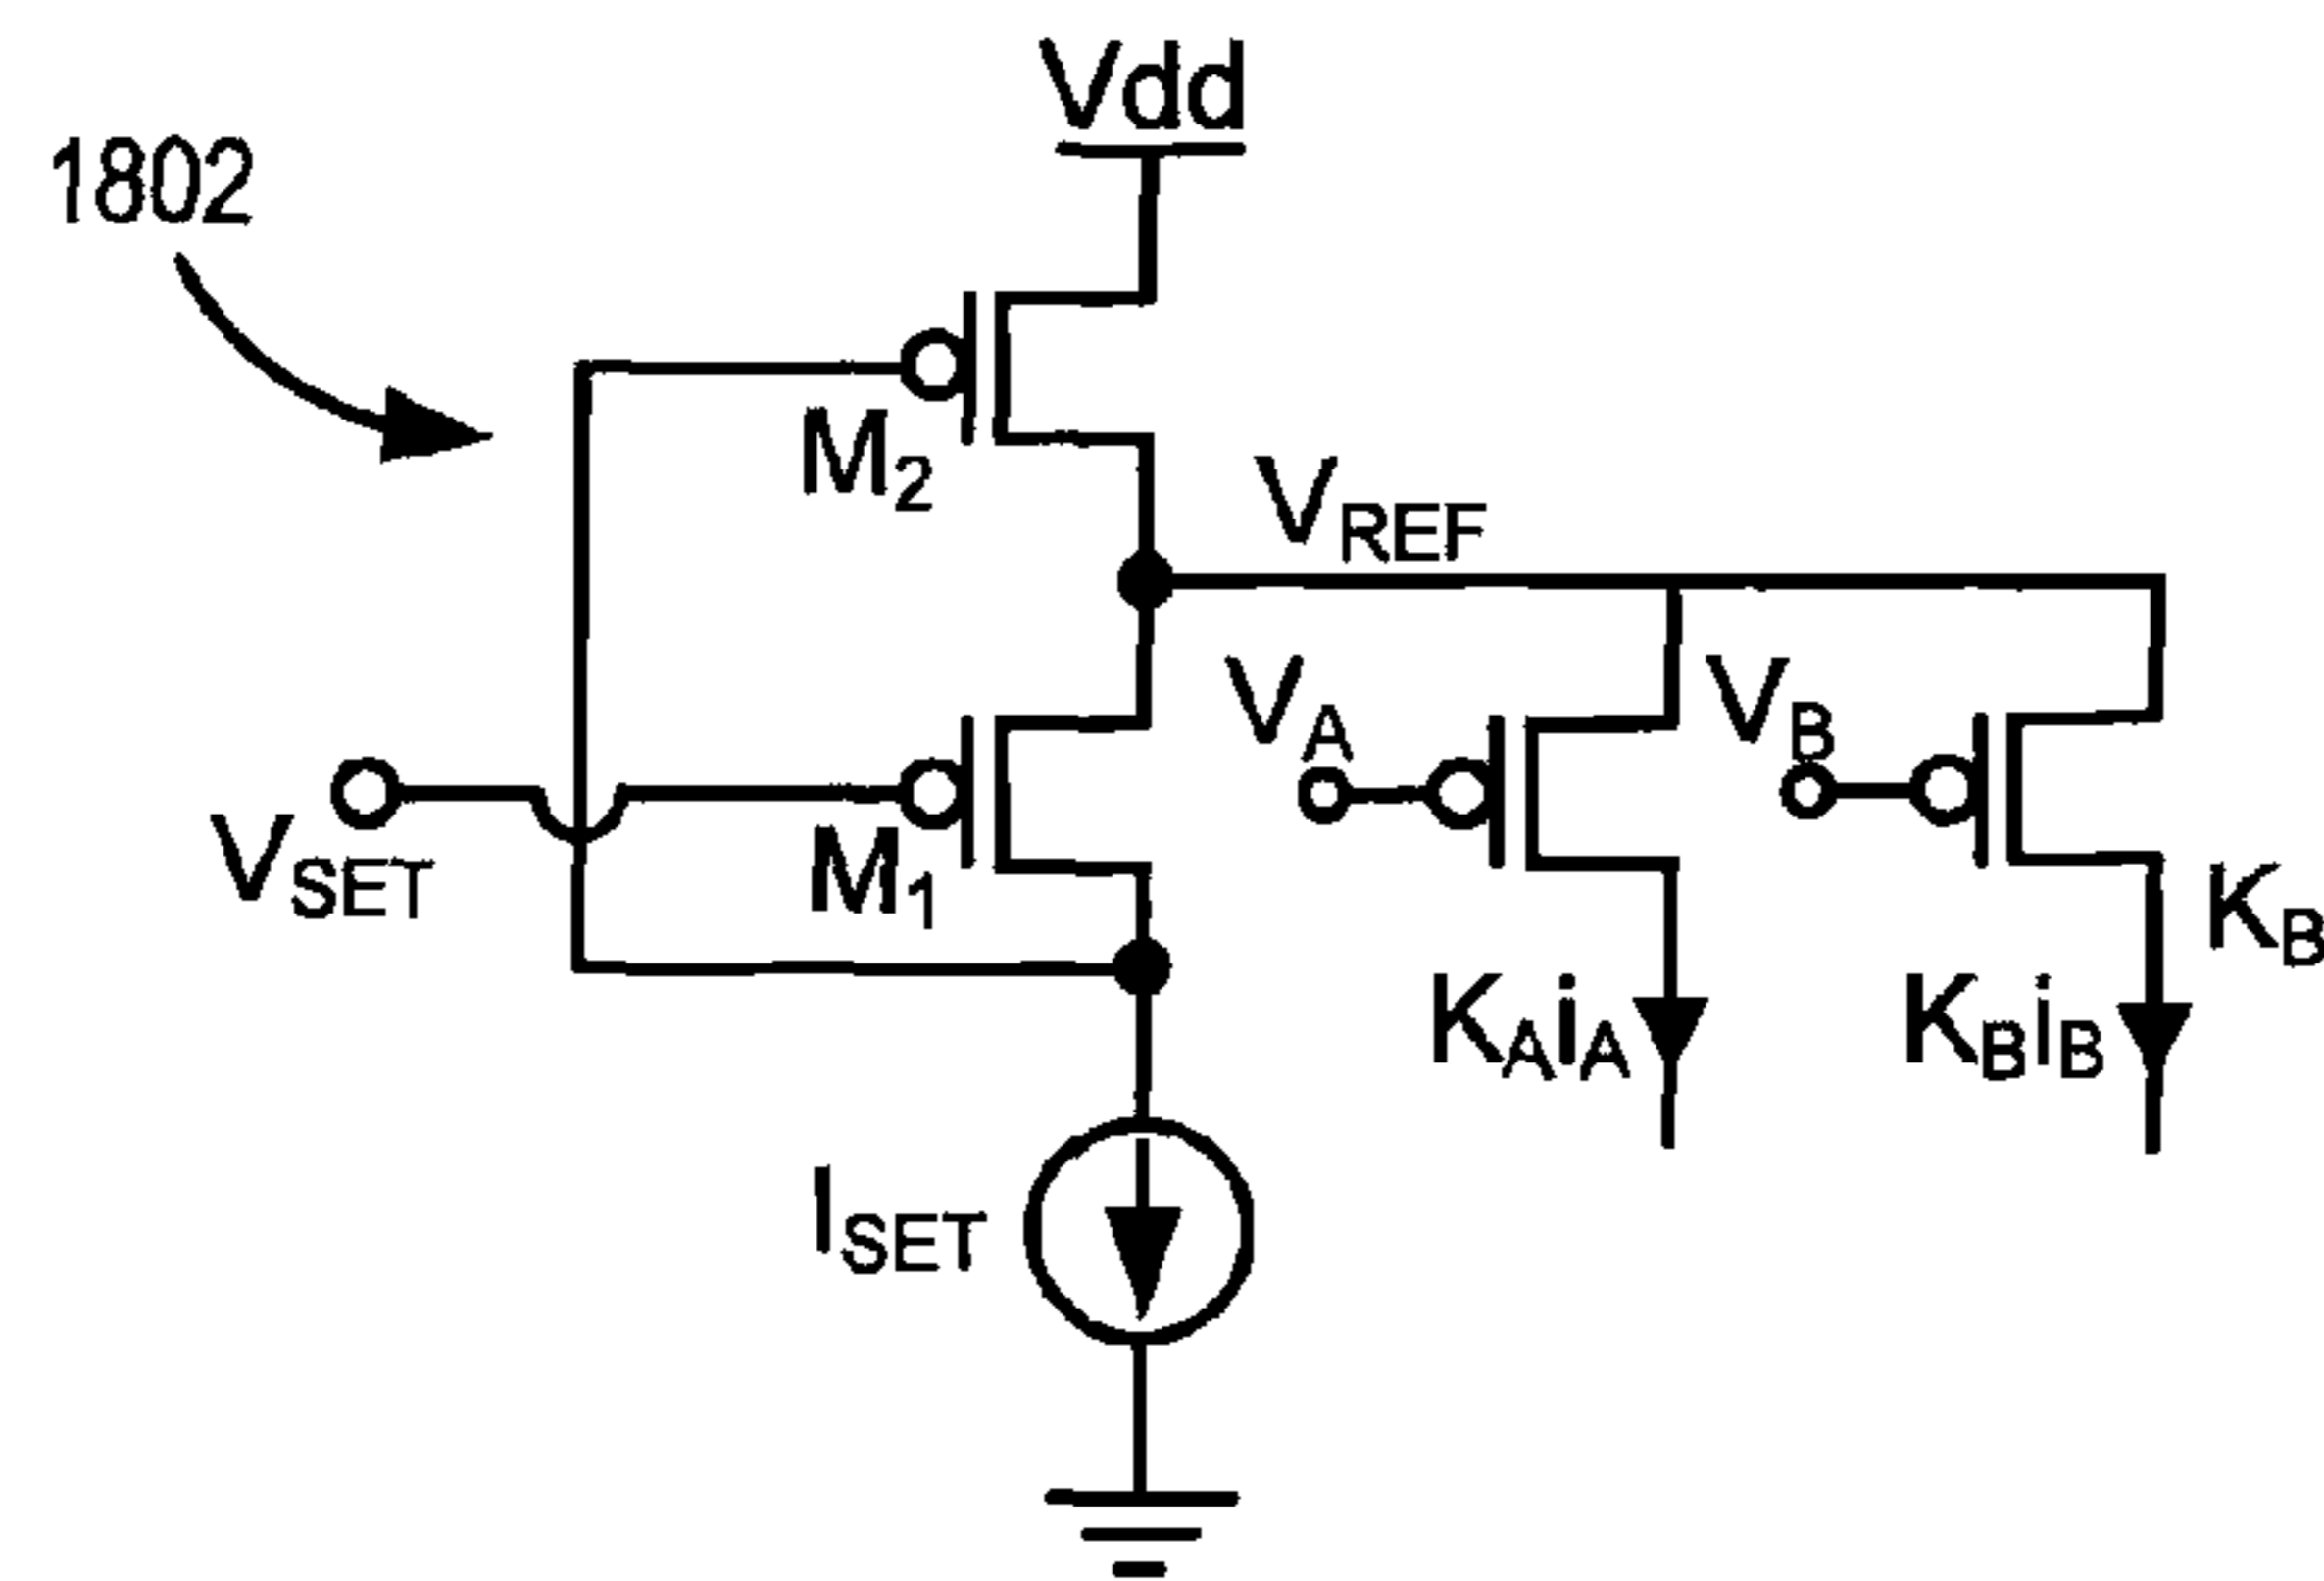 Vdd
1802
M2
VREF
VA
VB
VSET
M1
KB
KAiA
KBiB
ISET